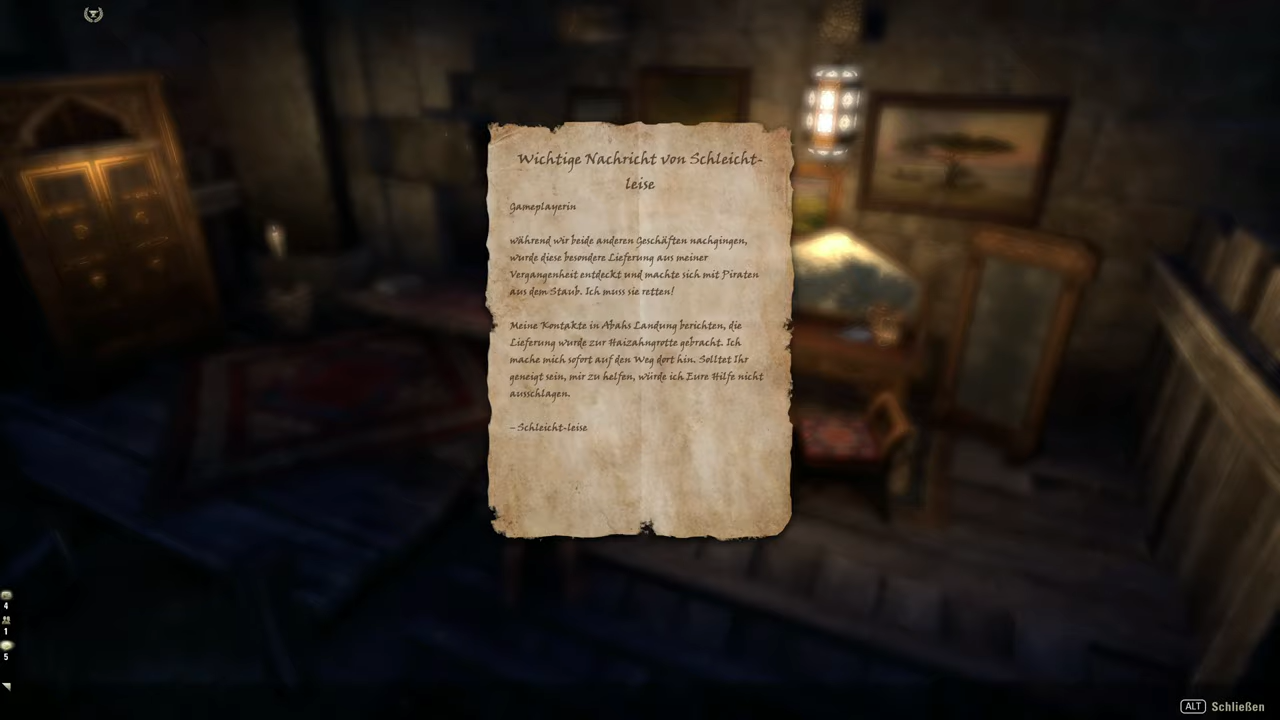 Wichtige Nachricht von Schleicht-
leise
Gameplayerin
während wir beide anderen Geschäften nachgingen,
wurde diese besondere Lieferung aus meiner
Vergangenheit entdeckt und machte sich mit Piraten
aus dem Staub. Ich muss sie retten!
Meine Kontakte in Abahs Landung berichten, die
Lieferung wurde zur Haizahngrotte gebracht. Ich
mache mich sofort auf den Weg dort hin. Solltet Ihr
geneigt sein, mir zu helfen, würde ich Eure Hilfe nicht
ausschlagen.
– Schleicht-leise
4
1
5
ALT Schließen